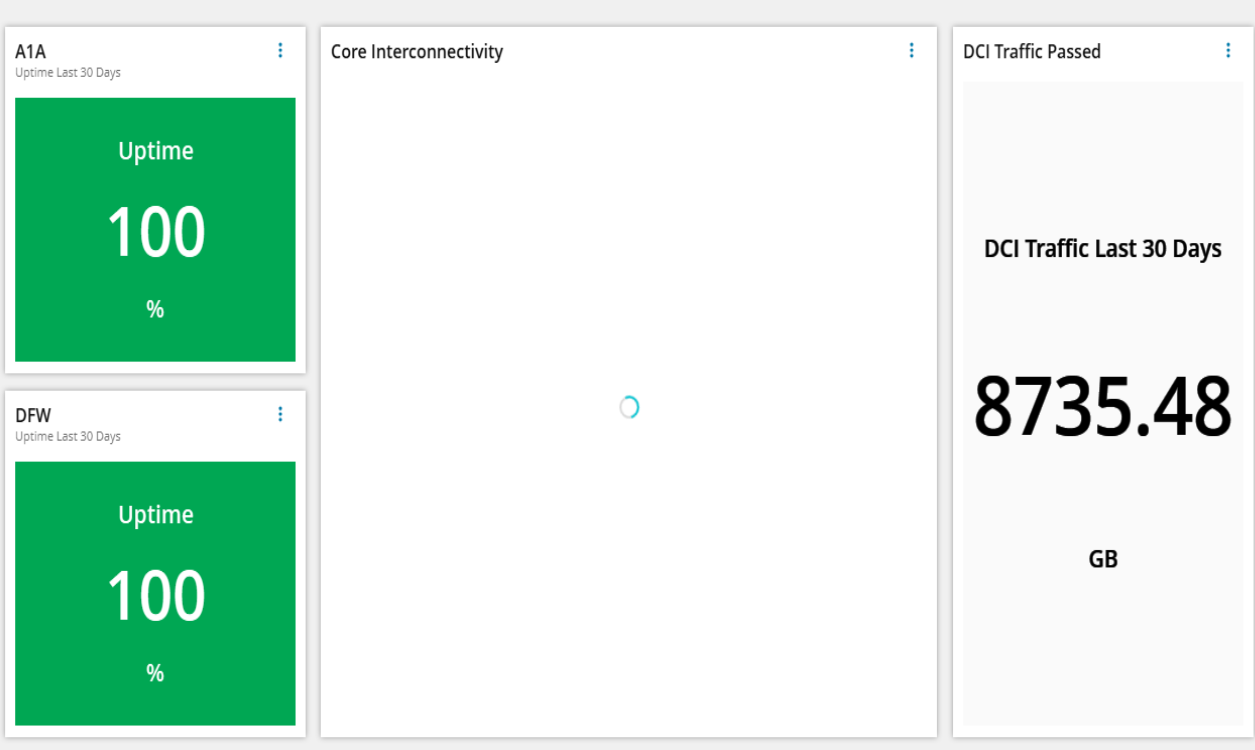 A1A
Uptime Last 30 Days
Uptime
100
%
DFW
Uptime Last 30 Days
Uptime
100
%
Core Interconnectivity
DCI Traffic Passed
DCI Traffic Last 30 Days
8735.48
GB